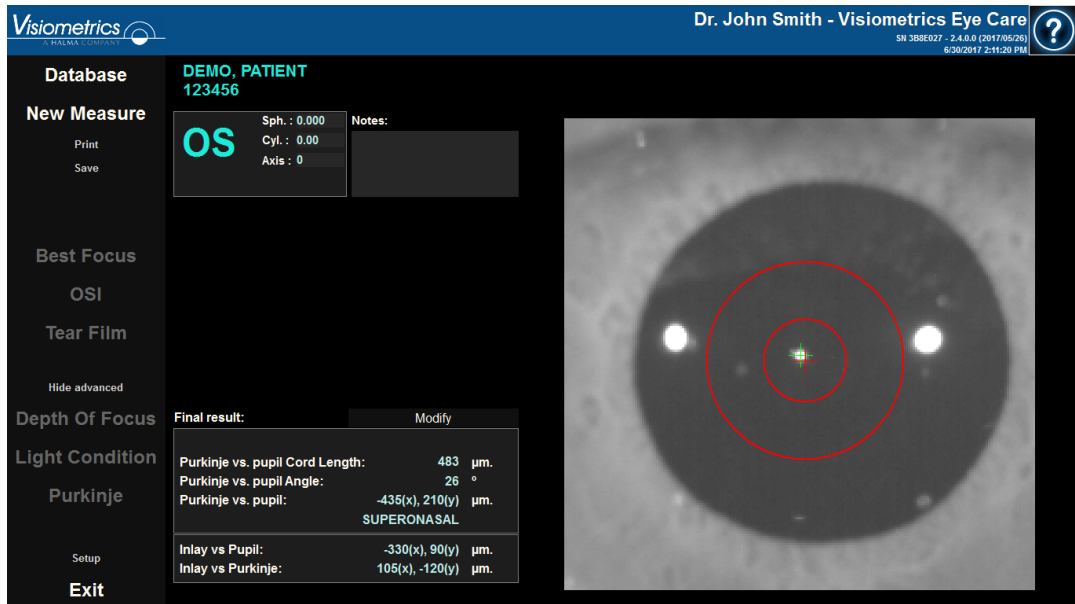 Visiometrics
A HALMA COMPANY
Dr. John Smith - Visiometrics Eye Care
SN 3B8E027 - 2.4.0.0 (2017/05/26)
6/30/2017 2:11:20 PM
?
Database
New Measure
Print
Save
Best Focus
OSI
Tear Film
Hide advanced
Depth Of Focus
Light Condition
Purkinje
Setup
Exit
DEMO, PATIENT
123456
OS
Sph. : 0.000
Cyl. : 0.00
Axis : 0
Notes:
Final result:
Modify
Purkinje vs. pupil Cord Length: 483 µm.
Purkinje vs. pupil Angle: 26 º
Purkinje vs. pupil: -435(x), 210(y) µm.
SUPERONASAL
Inlay vs Pupil: -330(x), 90(y) µm.
Inlay vs Purkinje: 105(x), -120(y) µm.